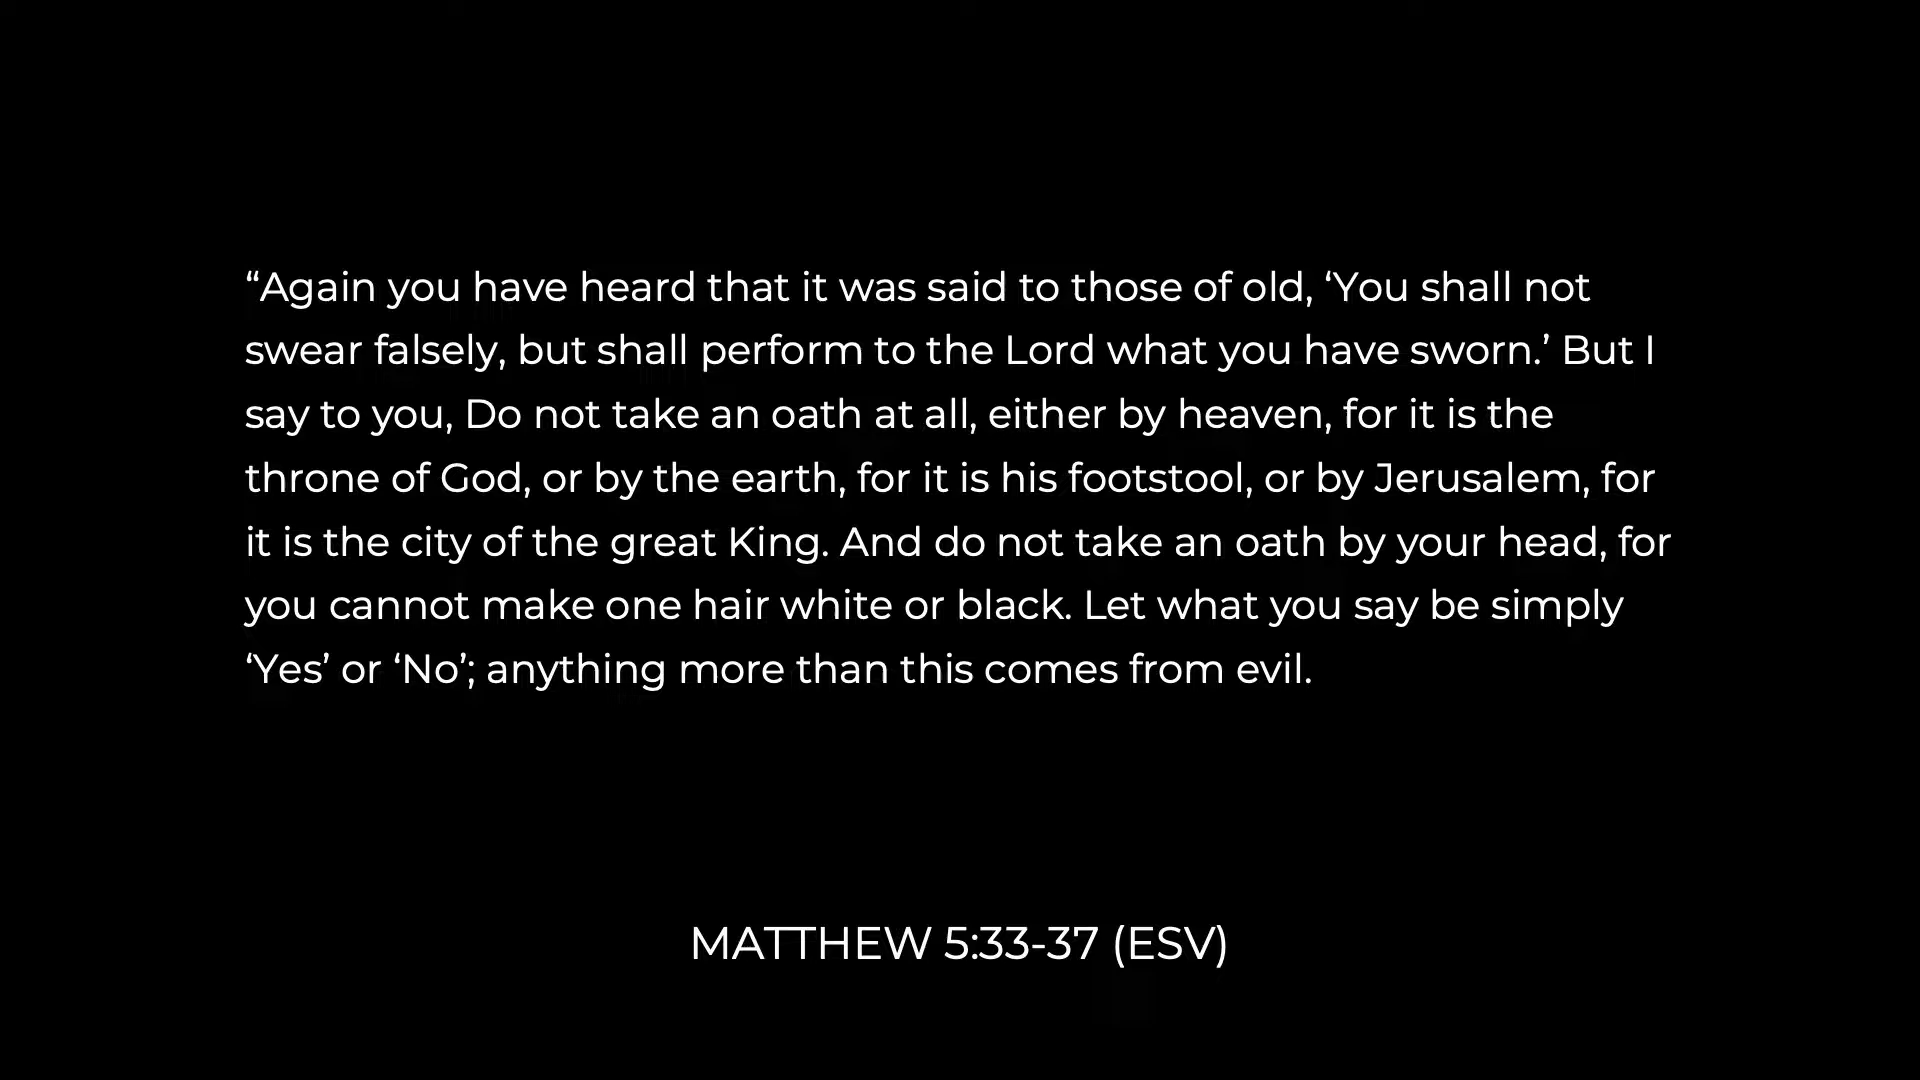 “Again you have heard that it was said to those of old, ‘You shall not
swear falsely, but shall perform to the Lord what you have sworn.’ But I
say to you, Do not take an oath at all, either by heaven, for it is the
throne of God, or by the earth, for it is his footstool, or by Jerusalem, for
it is the city of the great King. And do not take an oath by your head, for
you cannot make one hair white or black. Let what you say be simply
‘Yes’ or ‘No’; anything more than this comes from evil.
MATTHEW 5:33-37 (ESV)